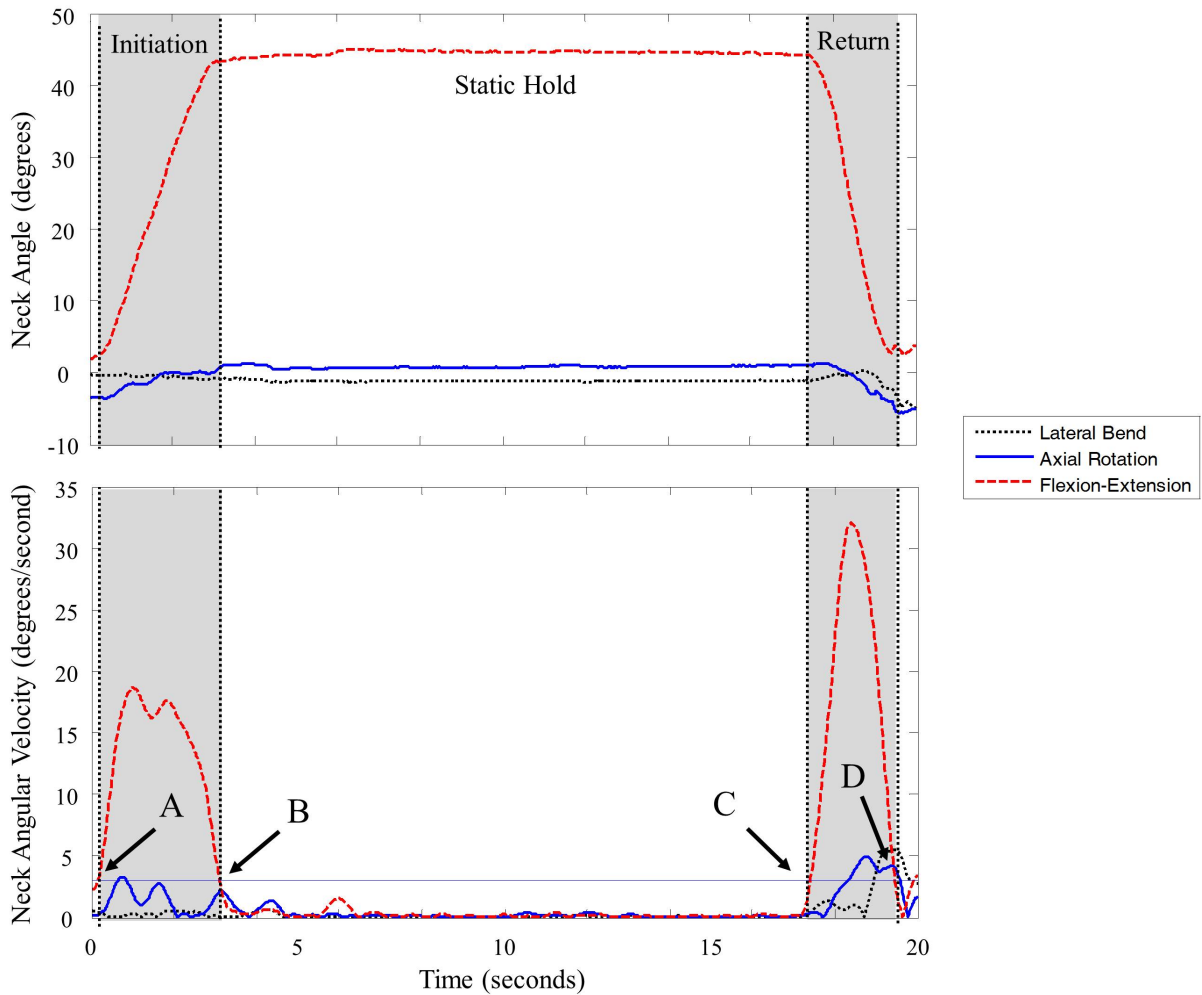 50
40
30
20
10
0
-10
Neck Angle (degrees)
Initiation
Static Hold
Return
Lateral Bend
Axial Rotation
Flexion-Extension
35
30
25
20
15
10
5
0
Neck Angular Velocity (degrees/second)
A
B
C
D
0 5 10 15 20
Time (seconds)